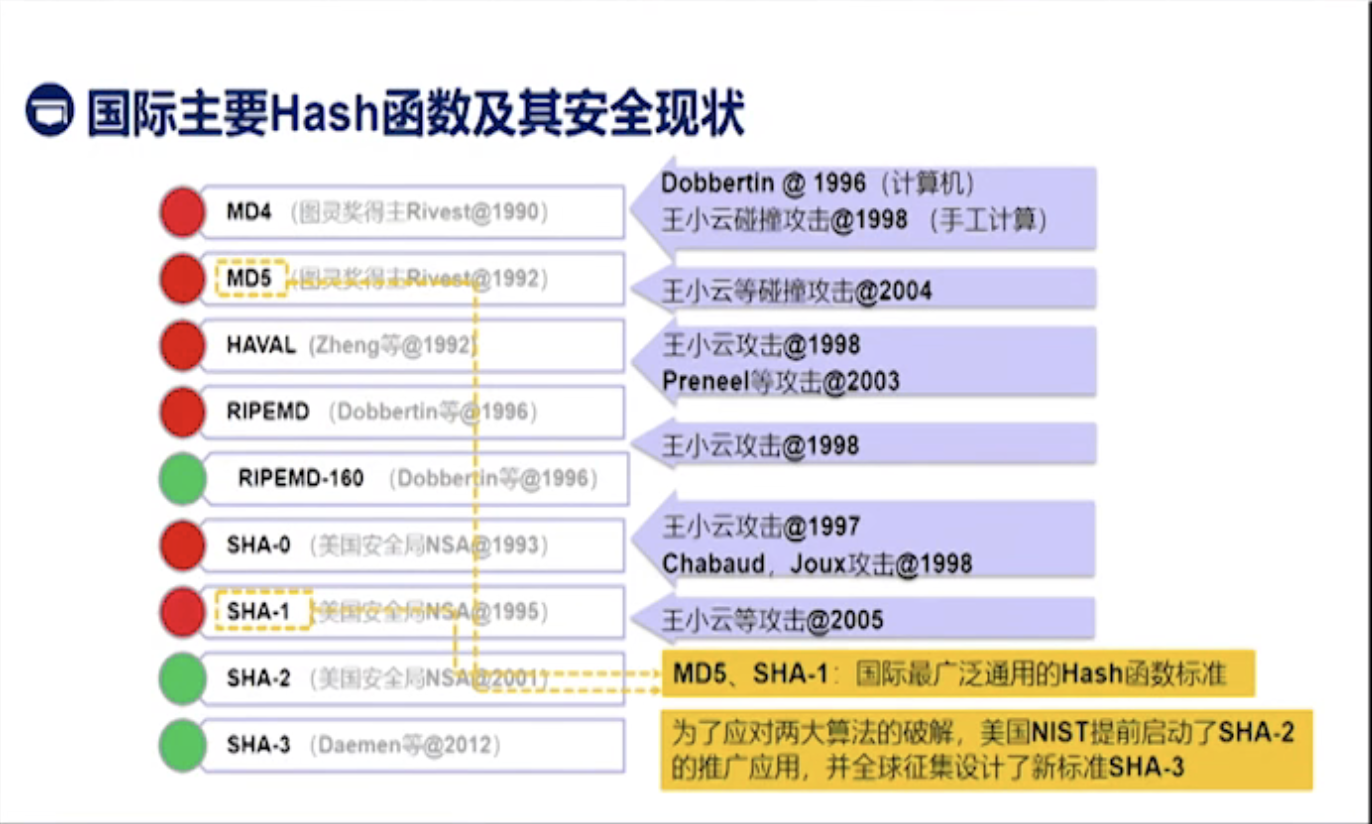 国际主要Hash函数及其安全现状
MD4 （图灵奖得主Rivest@1990）
Dobbertin @ 1996（计算机）
王小云碰撞攻击@1998 （手工计算）
MD5 （图灵奖得主Rivest@1992）
王小云等碰撞攻击@2004
HAVAL（Zheng等@1992）
王小云攻击@1998
Preneel等攻击@2003
RIPEMD （Dobbertin等@1996）
王小云攻击@1998
RIPEMD-160 （Dobbertin等@1996）
SHA-0 （美国安全局NSA@1993）
王小云攻击@1997
Chabaud，Joux攻击@1998
SHA-1 （美国安全局NSA@1995）
王小云等攻击@2005
SHA-2 （美国安全局NSA@2001）
MD5、SHA-1：国际最广泛通用的Hash函数标准
SHA-3 （Daemen等@2012）
为了应对两大算法的破解，美国NIST提前启动了SHA-2
的推广应用，并全球征集设计了新标准SHA-3